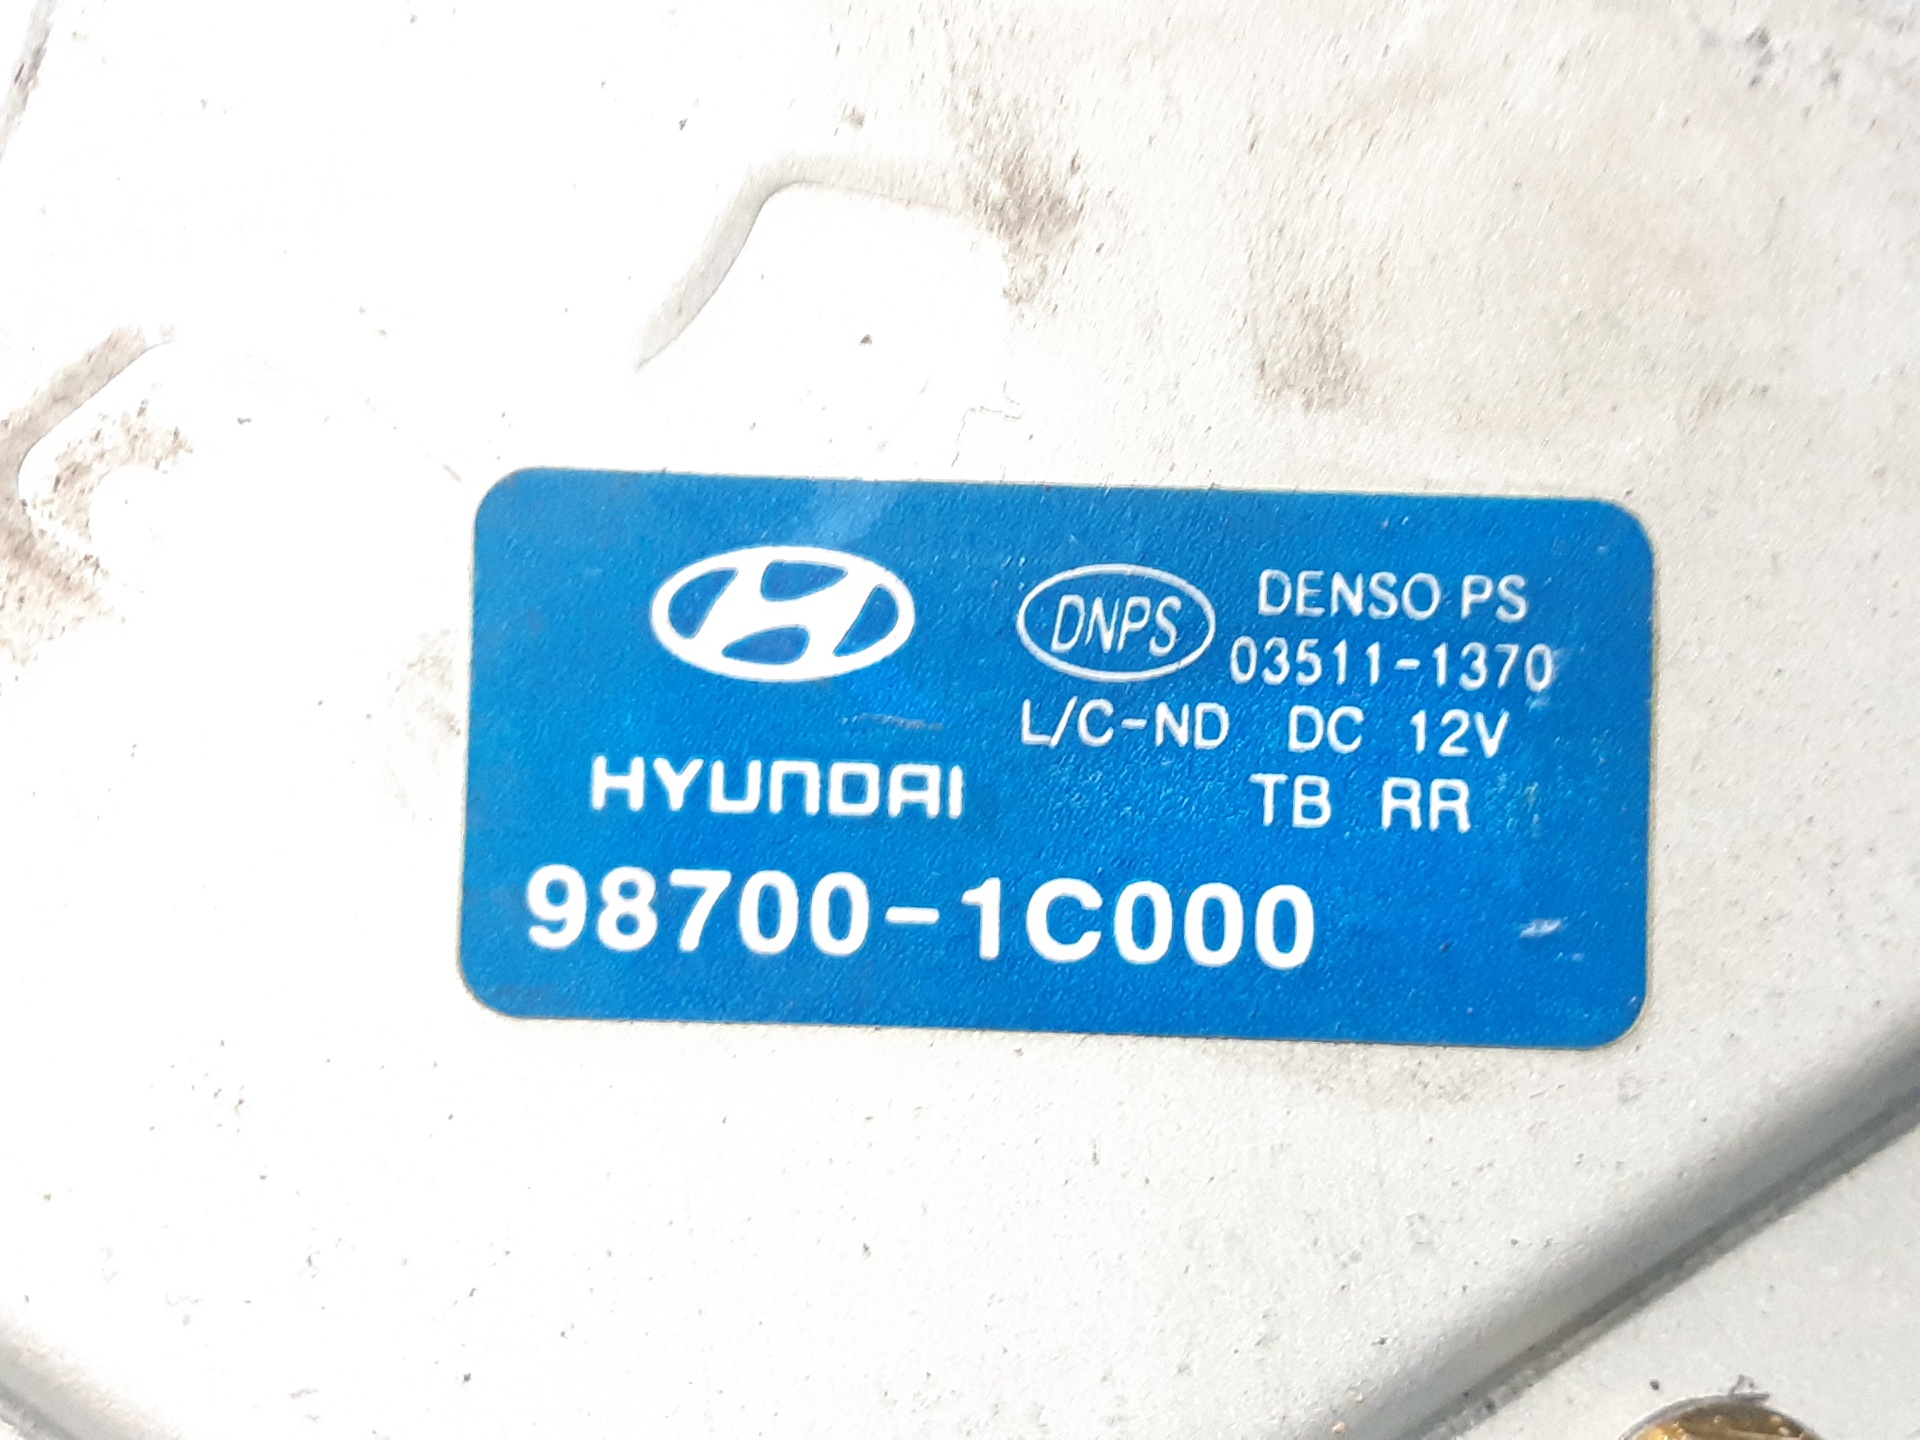 DNPS DENSO PS
03511-1370
L/C-ND DC 12V
HYUNDAI TB RR
98700-1C000